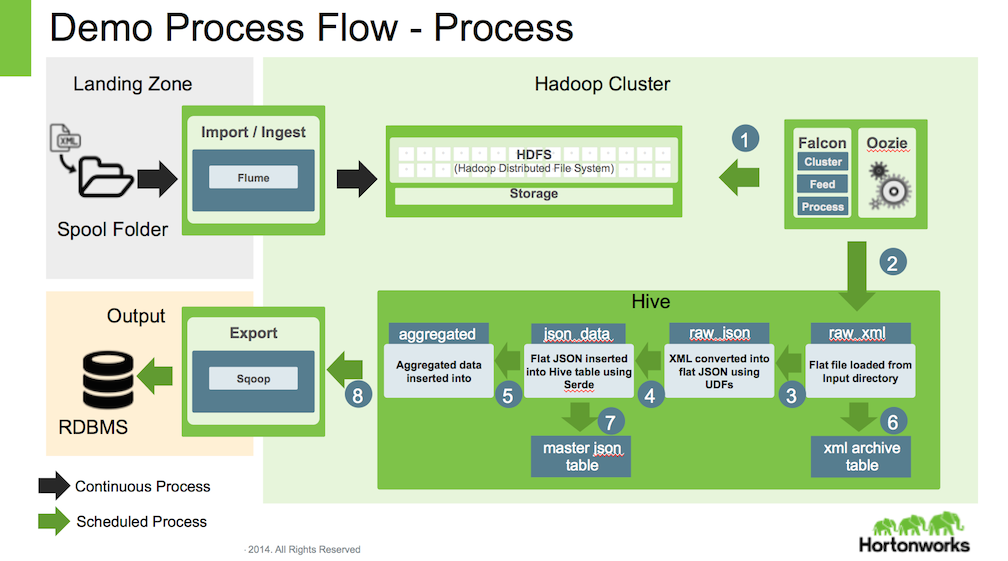 Demo Process Flow - Process
Landing Zone
Hadoop Cluster
XML
Spool Folder
Import / Ingest
Flume
HDFS
(Hadoop Distributed File System)
Storage
1
Falcon
Cluster
Feed
Process
Oozie
2
Output
RDBMS
Export
Sqoop
8
Hive
aggregated
Aggregated data
inserted into
5
json_data
Flat JSON inserted
into Hive table using
Serde
4
raw_json
XML converted into
flat JSON using
UDFs
3
raw_xml
Flat file loaded from
Input directory
7
master json
table
6
xml archive
table
Continuous Process
Scheduled Process
· 2014. All Rights Reserved
Hortonworks